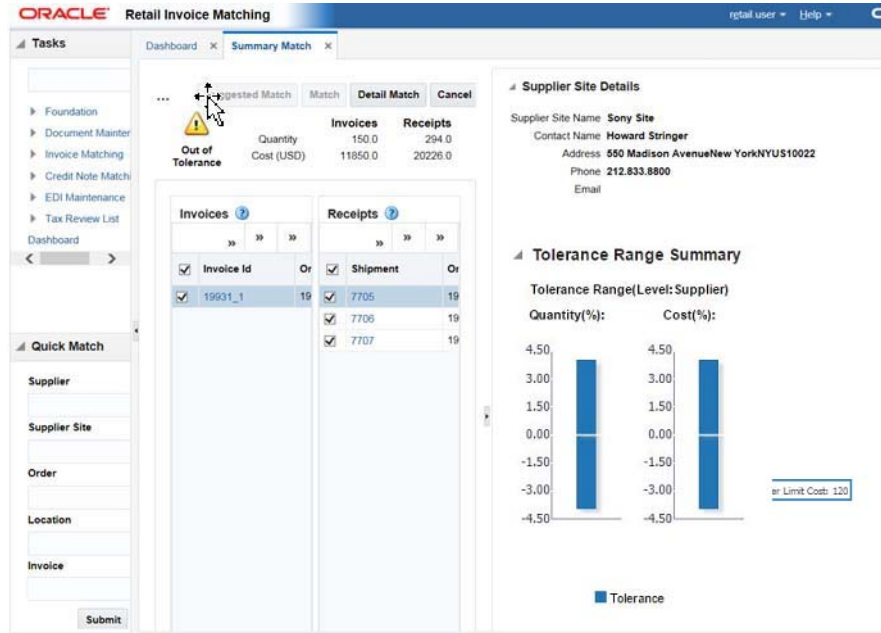 ORACLE Retail Invoice Matching
retail.user Help
Tasks
Dashboard × Summary Match ×
... Suggested Match Match Detail Match Cancel
Foundation
Document Mainter
Invoice Matching
Credit Note Match
EDI Maintenance
Tax Review List
Dashboard
Out of Tolerance
Invoices Receipts
Quantity 150.0 294.0
Cost (USD) 11850.0 20226.0
Invoices
Receipts
Invoice Id Or
Shipment Or
19931_1 19
7705 19
7706 19
7707 19
Quick Match
Supplier
Supplier Site
Order
Location
Invoice
Submit
Supplier Site Details
Supplier Site Name Sony Site
Contact Name Howard Stringer
Address 550 Madison AvenueNew YorkNYUS10022
Phone 212.833.8800
Email
Tolerance Range Summary
Tolerance Range(Level:Supplier)
Quantity(%): Cost(%):
4.50 4.50
3.00 3.00
1.50 1.50
0.00 0.00
-1.50 -1.50
-3.00 -3.00
er Limit Cost: 120
-4.50 -4.50
Tolerance